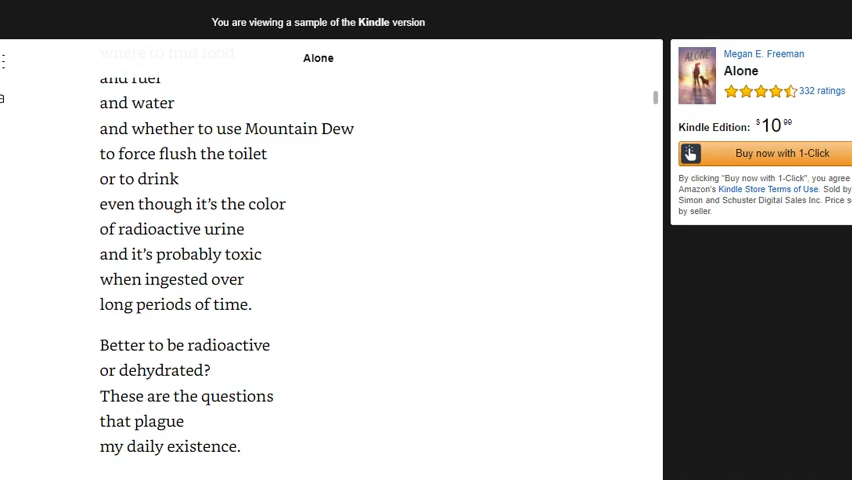 You are viewing a sample of the Kindle version
where to find food
Alone
and fuel
and water
and whether to use Mountain Dew
to force flush the toilet
or to drink
even though it's the color
of radioactive urine
and it's probably toxic
when ingested over
long periods of time.
Better to be radioactive
or dehydrated?
These are the questions
that plague
my daily existence.
ALONE
Megan E. Freeman
Alone
332 ratings
Kindle Edition: $10 99
Buy now with 1-Click
By clicking "Buy now with 1-Click", you agree
Amazon's Kindle Store Terms of Use. Sold by
Simon and Schuster Digital Sales Inc. Price s
by seller.